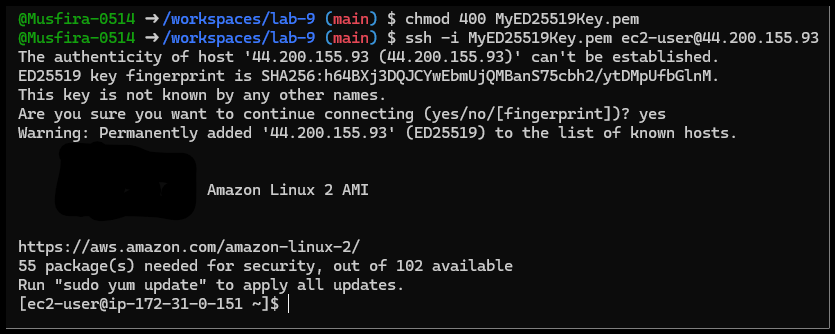 @Musfira-0514 ➜ /workspaces/lab-9 (main) $ chmod 400 MyED25519Key.pem
@Musfira-0514 ➜ /workspaces/lab-9 (main) $ ssh -i MyED25519Key.pem ec2-user@44.200.155.93
The authenticity of host '44.200.155.93 (44.200.155.93)' can't be established.
ED25519 key fingerprint is SHA256:h64BXj3DQJCYwEbmUjQMBanS75cbh2/ytDMpUfbGlnM.
This key is not known by any other names.
Are you sure you want to continue connecting (yes/no/[fingerprint])? yes
Warning: Permanently added '44.200.155.93' (ED25519) to the list of known hosts.
Amazon Linux 2 AMI
https://aws.amazon.com/amazon-linux-2/
55 package(s) needed for security, out of 102 available
Run "sudo yum update" to apply all updates.
[ec2-user@ip-172-31-0-151 ~]$